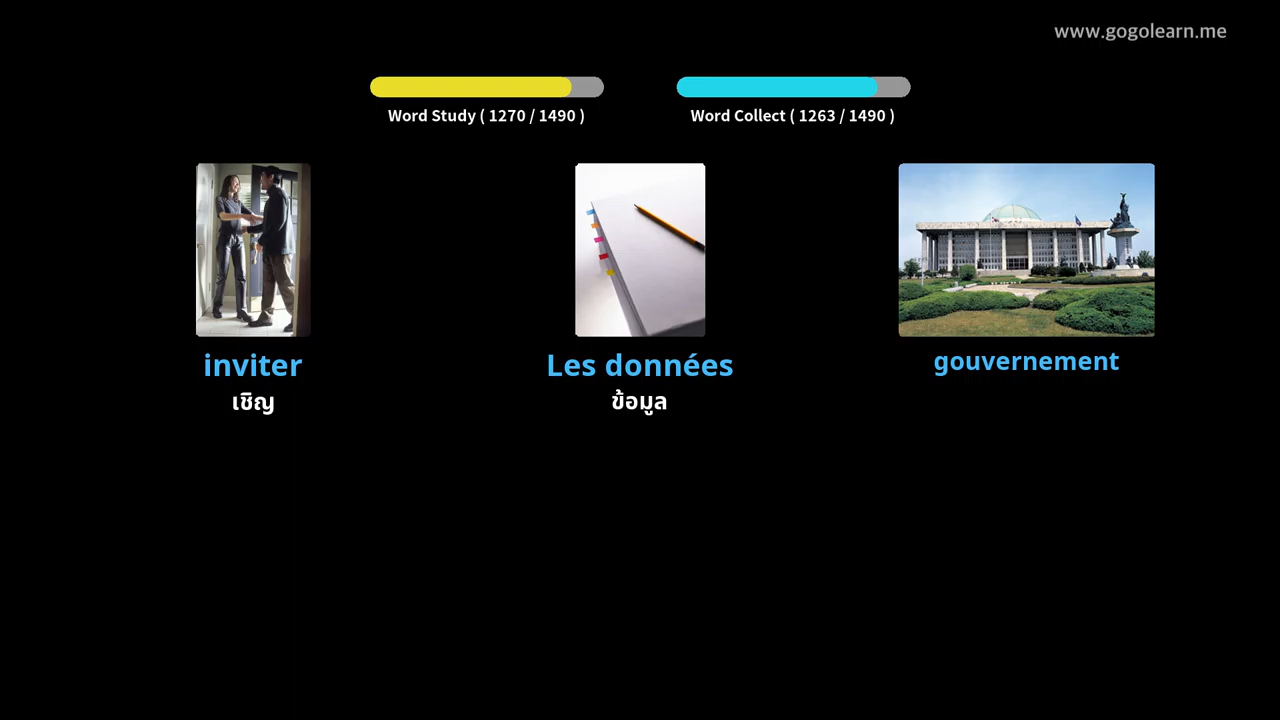 www.gogolearn.me
Word Study ( 1270 / 1490 )
Word Collect ( 1263 / 1490 )
inviter
เชิญ
Les données
ข้อมูล
gouvernement